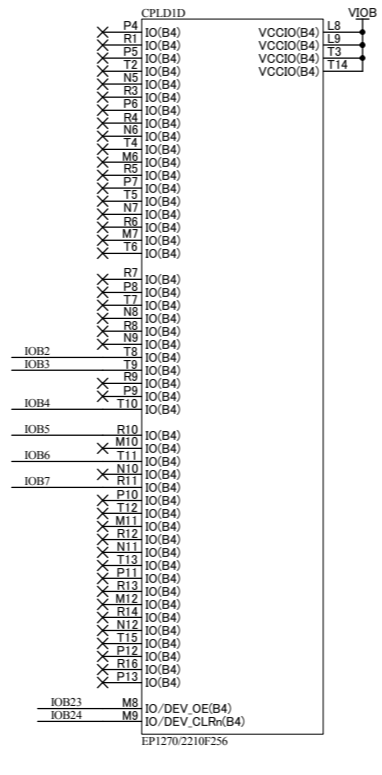 CPLD1D VIOB
P4 IO(B4) VCCIO(B4) L8
R1 IO(B4) VCCIO(B4) L9
P5 IO(B4) VCCIO(B4) T3
T2 IO(B4) VCCIO(B4) T14
N5 IO(B4)
R3 IO(B4)
P6 IO(B4)
R4 IO(B4)
N6 IO(B4)
T4 IO(B4)
M6 IO(B4)
R5 IO(B4)
P7 IO(B4)
T5 IO(B4)
N7 IO(B4)
R6 IO(B4)
M7 IO(B4)
T6 IO(B4)
R7 IO(B4)
P8 IO(B4)
T7 IO(B4)
N8 IO(B4)
R8 IO(B4)
N9 IO(B4)
IOB2 T8 IO(B4)
IOB3 T9 IO(B4)
R9 IO(B4)
P9 IO(B4)
IOB4 T10 IO(B4)
IOB5 R10 IO(B4)
M10 IO(B4)
IOB6 T11 IO(B4)
N10 IO(B4)
IOB7 R11 IO(B4)
P10 IO(B4)
T12 IO(B4)
M11 IO(B4)
R12 IO(B4)
N11 IO(B4)
T13 IO(B4)
P11 IO(B4)
R13 IO(B4)
M12 IO(B4)
R14 IO(B4)
N12 IO(B4)
T15 IO(B4)
P12 IO(B4)
R16 IO(B4)
P13 IO(B4)
IOB23 M8 IO/DEV_OE(B4)
IOB24 M9 IO/DEV_CLRn(B4)
EP1270/2210F256